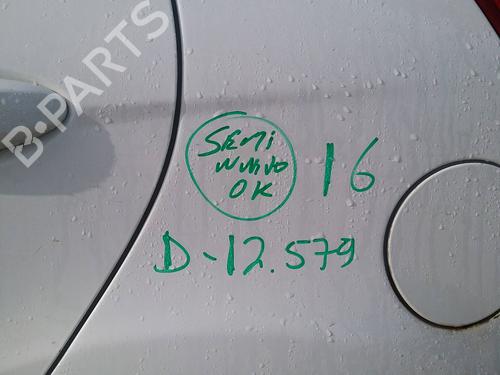 B-PARTS
SEMI
NUEVO
OK
16
D-12.579